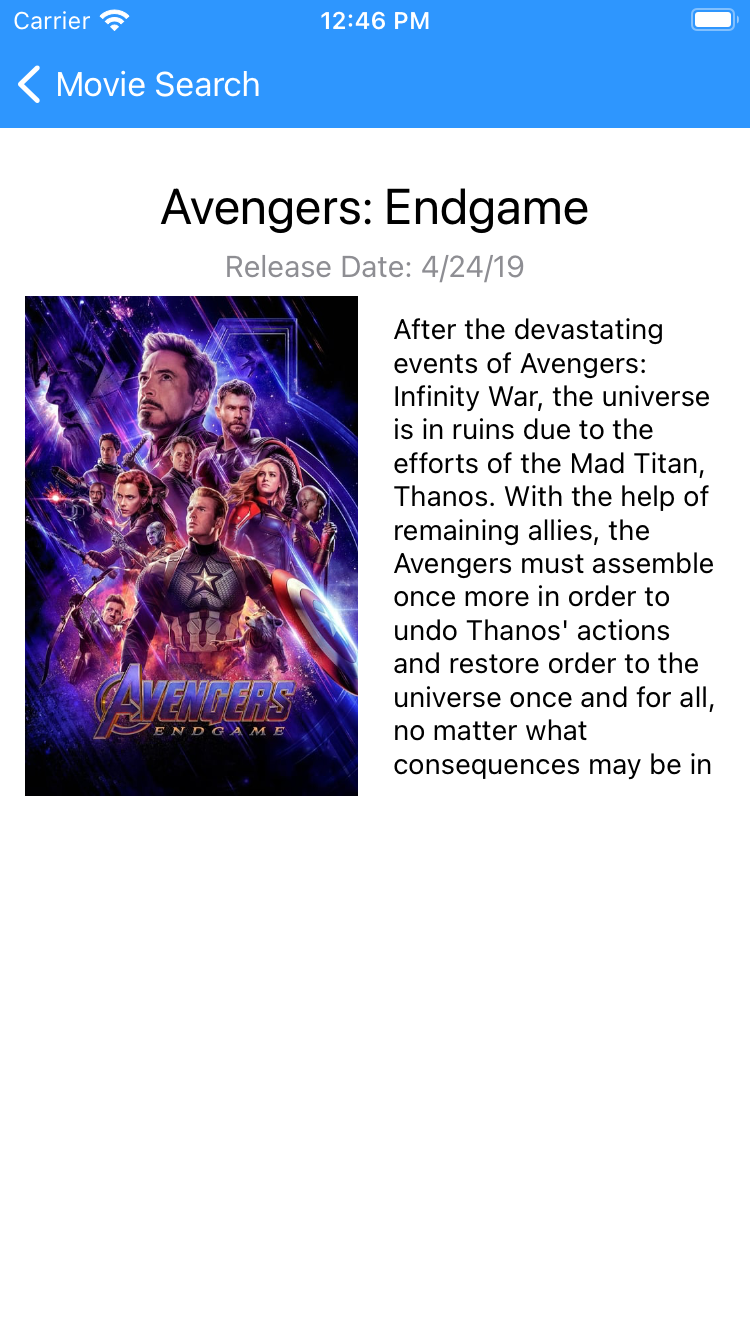 Carrier 12:46 PM
Movie Search
Avengers: Endgame
Release Date: 4/24/19
After the devastating
events of Avengers:
Infinity War, the universe
is in ruins due to the
efforts of the Mad Titan,
Thanos. With the help of
remaining allies, the
Avengers must assemble
once more in order to
undo Thanos' actions
and restore order to the
universe once and for all,
no matter what
consequences may be in
AVENGERS
ENDGAME